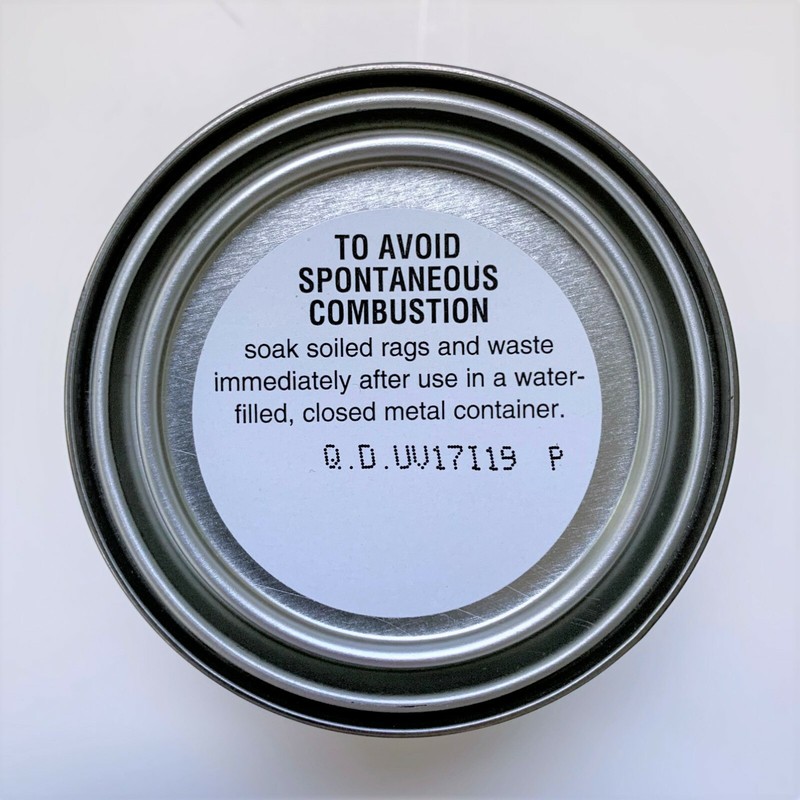 TO AVOID
SPONTANEOUS
COMBUSTION
soak soiled rags and waste
immediately after use in a water-
filled, closed metal container.
Q.D.UV17I19 P